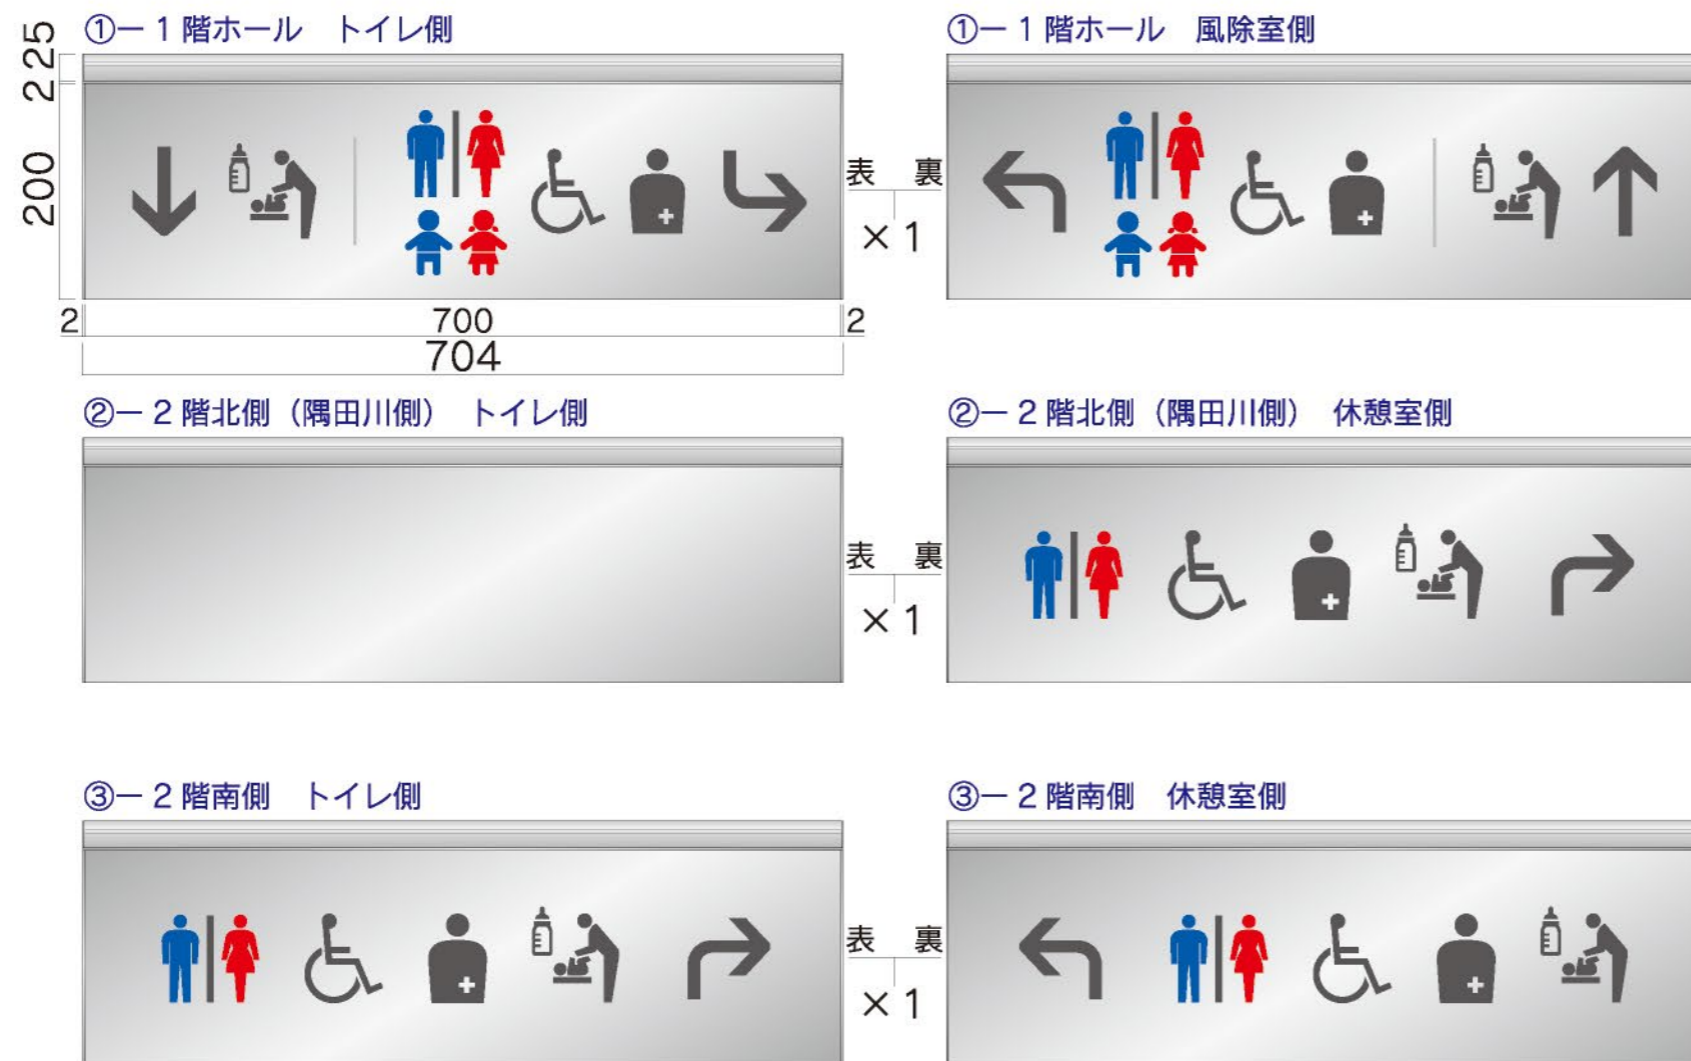 ①ー 1 階ホール　トイレ側
①ー 1 階ホール　風除室側
225
2
200
表　裏
× 1
2
700
2
704
②ー 2 階北側（隅田川側）　トイレ側
②ー 2 階北側（隅田川側）　休憩室側
表　裏
× 1
③ー 2 階南側　トイレ側
③ー 2 階南側　休憩室側
表　裏
× 1